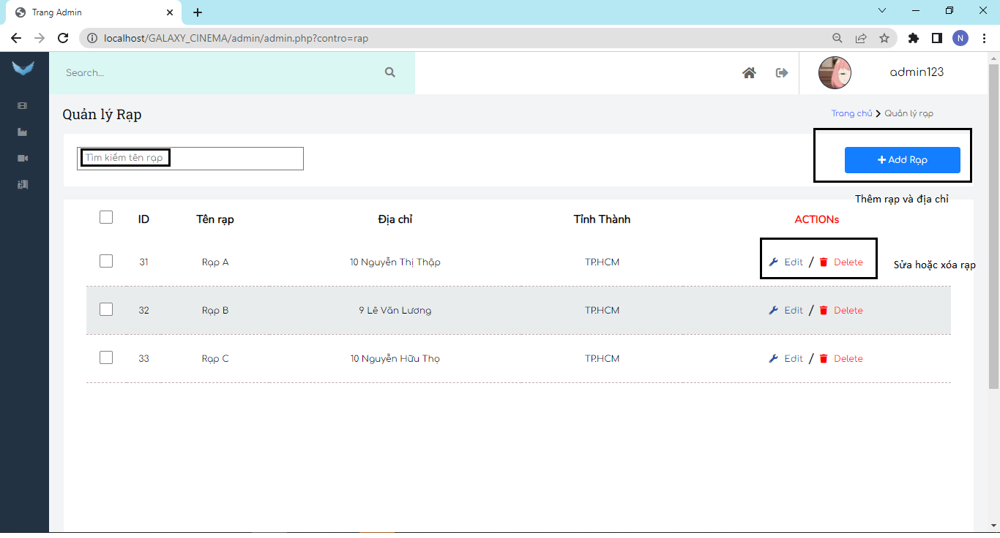 Trang Admin
localhost/GALAXY_CINEMA/admin/admin.php?contro=rap
N
Search...
admin123
Quản lý Rạp
Trang chủ > Quản lý rạp
Tìm kiếm tên rạp
+ Add Rạp
Thêm rạp và địa chỉ
ID Tên rạp Địa chỉ Tỉnh Thành ACTIONs
31 Rạp A 10 Nguyễn Thị Thập TP.HCM Edit / Delete
Sửa hoặc xóa rạp
32 Rạp B 9 Lê Văn Lương TP.HCM Edit / Delete
33 Rạp C 10 Nguyễn Hữu Thọ TP.HCM Edit / Delete